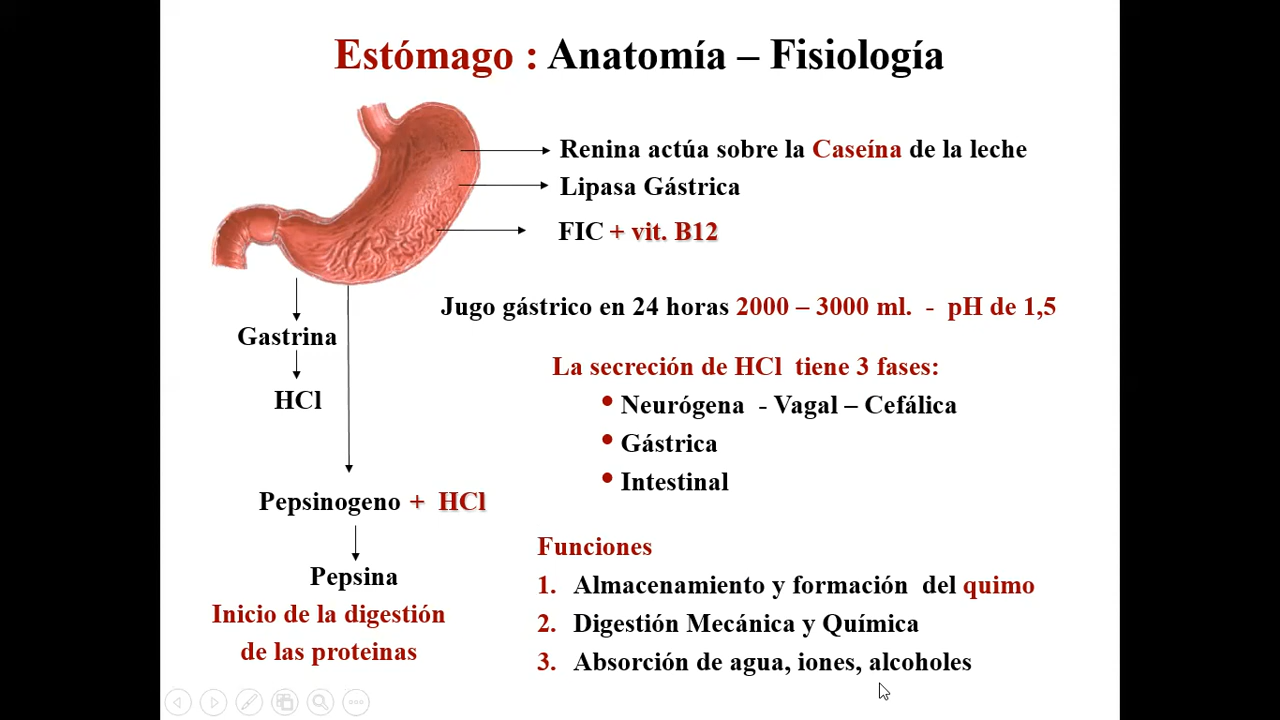 Estómago : Anatomía – Fisiología
Renina actúa sobre la Caseína de la leche
Lipasa Gástrica
FIC + vit. B12
Jugo gástrico en 24 horas 2000 – 3000 ml. - pH de 1,5
Gastrina
HCl
La secreción de HCl tiene 3 fases:
• Neurógena - Vagal – Cefálica
• Gástrica
• Intestinal
Pepsinogeno + HCl
Pepsina
Inicio de la digestión
de las proteinas
Funciones
1. Almacenamiento y formación del quimo
2. Digestión Mecánica y Química
3. Absorción de agua, iones, alcoholes